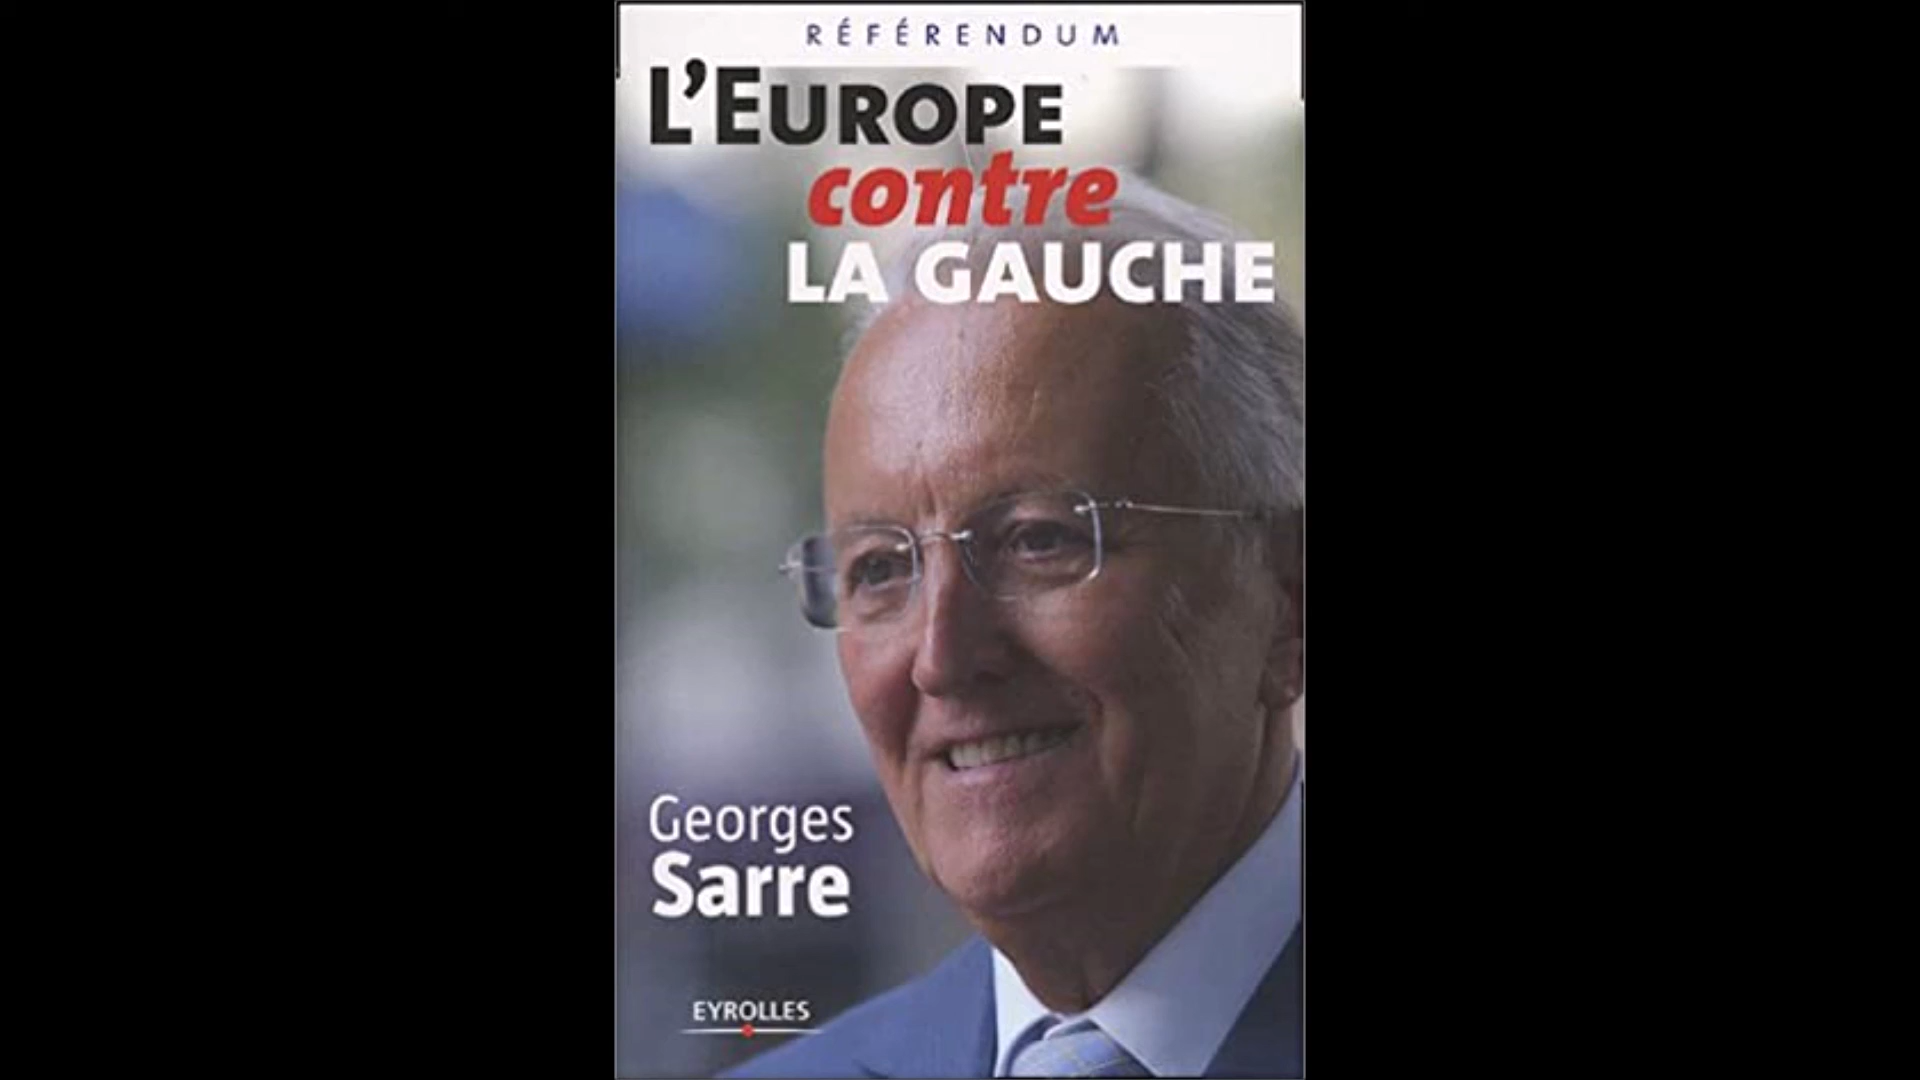 RÉFÉRENDUM
L'EUROPE
contre
LA GAUCHE
Georges
Sarre
EYROLLES